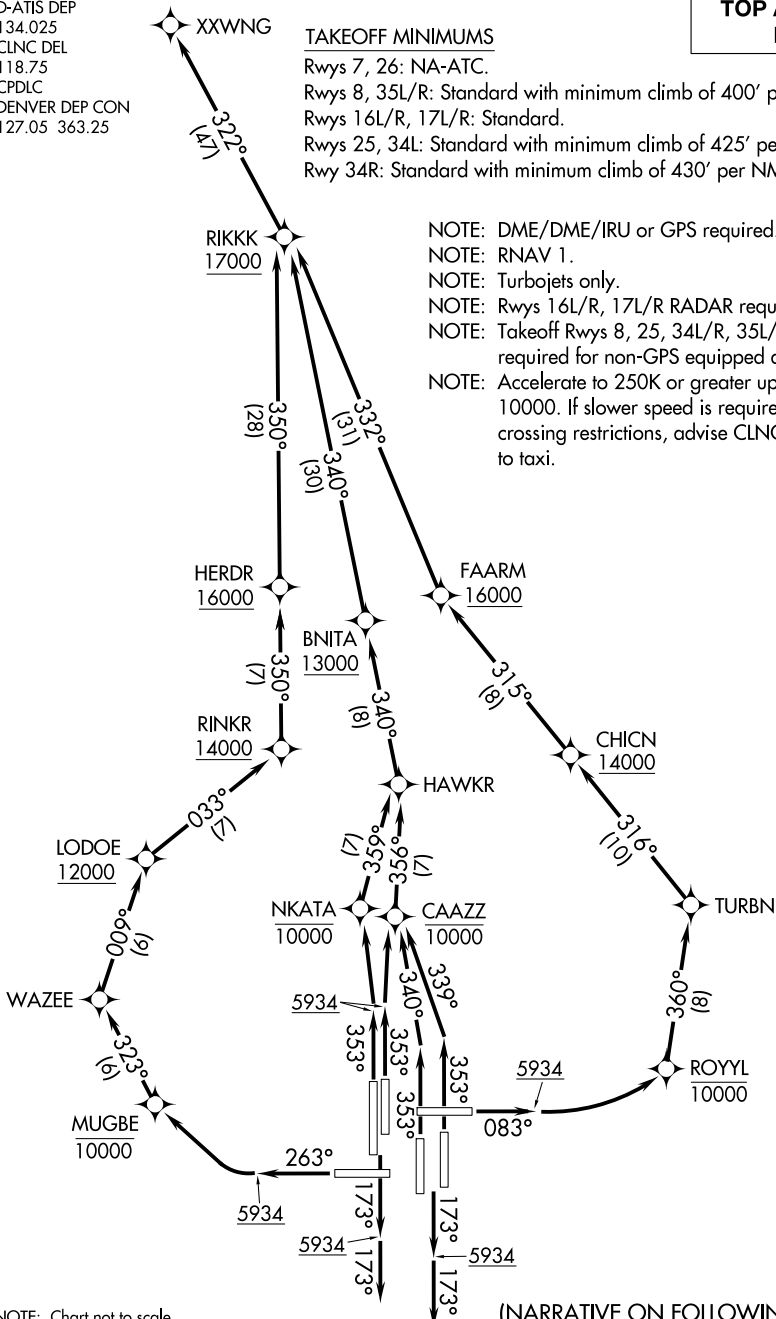 D-ATIS DEP
134.025
CLNC DEL
118.75
CPDLC
DENVER DEP CON
127.05 363.25
XXWNG
TOP A
TAKEOFF MINIMUMS
Rwys 7, 26: NA-ATC.
Rwys 8, 35L/R: Standard with minimum climb of 400' p
Rwys 16L/R, 17L/R: Standard.
Rwys 25, 34L: Standard with minimum climb of 425' pe
Rwy 34R: Standard with minimum climb of 430' per NM
322°
(47)
RIKKK
17000
NOTE: DME/DME/IRU or GPS required.
NOTE: RNAV 1.
NOTE: Turbojets only.
NOTE: Rwys 16L/R, 17L/R RADAR requ
NOTE: Takeoff Rwys 8, 25, 34L/R, 35L/
required for non-GPS equipped a
NOTE: Accelerate to 250K or greater up
10000. If slower speed is require
crossing restrictions, advise CLNC
to taxi.
350°
(28)
340°
(30)
332°
(31)
HERDR
16000
BNITA
13000
FAARM
16000
350°
(7)
340°
(8)
315°
(8)
RINKR
14000
HAWKR
CHICN
14000
033°
(7)
359°
(7)
356°
(7)
316°
(10)
LODOE
12000
NKATA
10000
CAAZZ
10000
TURBN
009°
(6)
WAZEE
340°
339°
360°
(8)
5934
353°
353°
353°
353°
323°
(6)
MUGBE
10000
5934
083°
ROYYL
10000
263°
5934
173°
5934
173°
173°
5934
173°
NOTE: Chart not to scale
(NARRATIVE ON FOLLOWIN